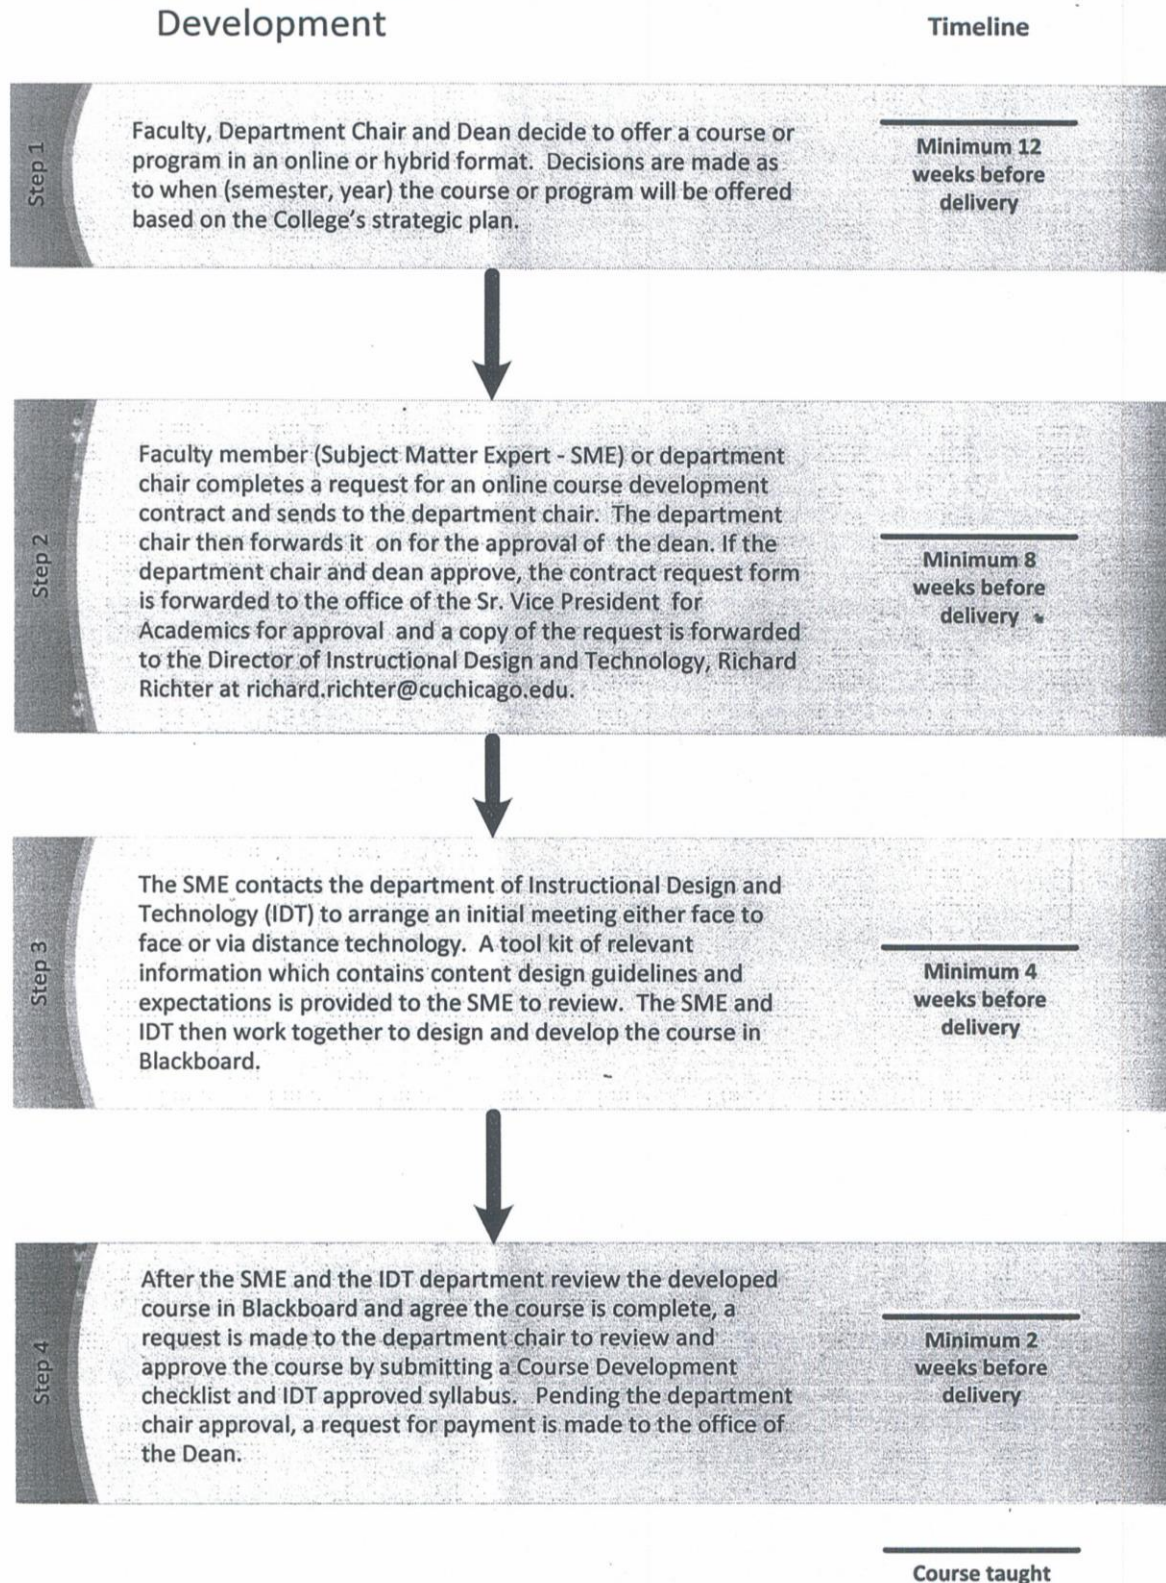 Development
Timeline
Step 1
Faculty, Department Chair and Dean decide to offer a course or
program in an online or hybrid format. Decisions are made as
to when (semester, year) the course or program will be offered
based on the College's strategic plan.
Minimum 12
weeks before
delivery
Step 2
Faculty member (Subject Matter Expert - SME) or department
chair completes a request for an online course development
contract and sends to the department chair. The department
chair then forwards it on for the approval of the dean. If the
department chair and dean approve, the contract request form
is forwarded to the office of the Sr. Vice President for
Academics for approval and a copy of the request is forwarded
to the Director of Instructional Design and Technology, Richard
Richter at richard.richter@cuchicago.edu.
Minimum 8
weeks before
delivery
Step 3
The SME contacts the department of Instructional Design and
Technology (IDT) to arrange an initial meeting either face to
face or via distance technology. A tool kit of relevant
information which contains content design guidelines and
expectations is provided to the SME to review. The SME and
IDT then work together to design and develop the course in
Blackboard.
Minimum 4
weeks before
delivery
Step 4
After the SME and the IDT department review the developed
course in Blackboard and agree the course is complete, a
request is made to the department chair to review and
approve the course by submitting a Course Development
checklist and IDT approved syllabus. Pending the department
chair approval, a request for payment is made to the office of
the Dean.
Minimum 2
weeks before
delivery
Course taught